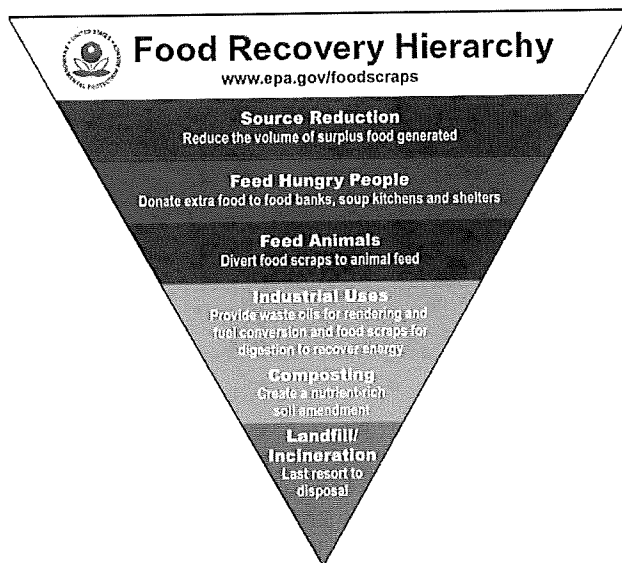 Food Recovery Hierarchy
www.epa.gov/foodscraps
Source Reduction
Reduce the volume of surplus food generated
Feed Hungry People
Donate extra food to food banks, soup kitchens and shelters
Feed Animals
Divert food scraps to animal feed
Industrial Uses
Provide waste oils for rendering and
fuel conversion and food scraps for
digestion to recover energy
Composting
Create a nutrient-rich
soil amendment
Landfill/
Incineration
Last resort to
disposal